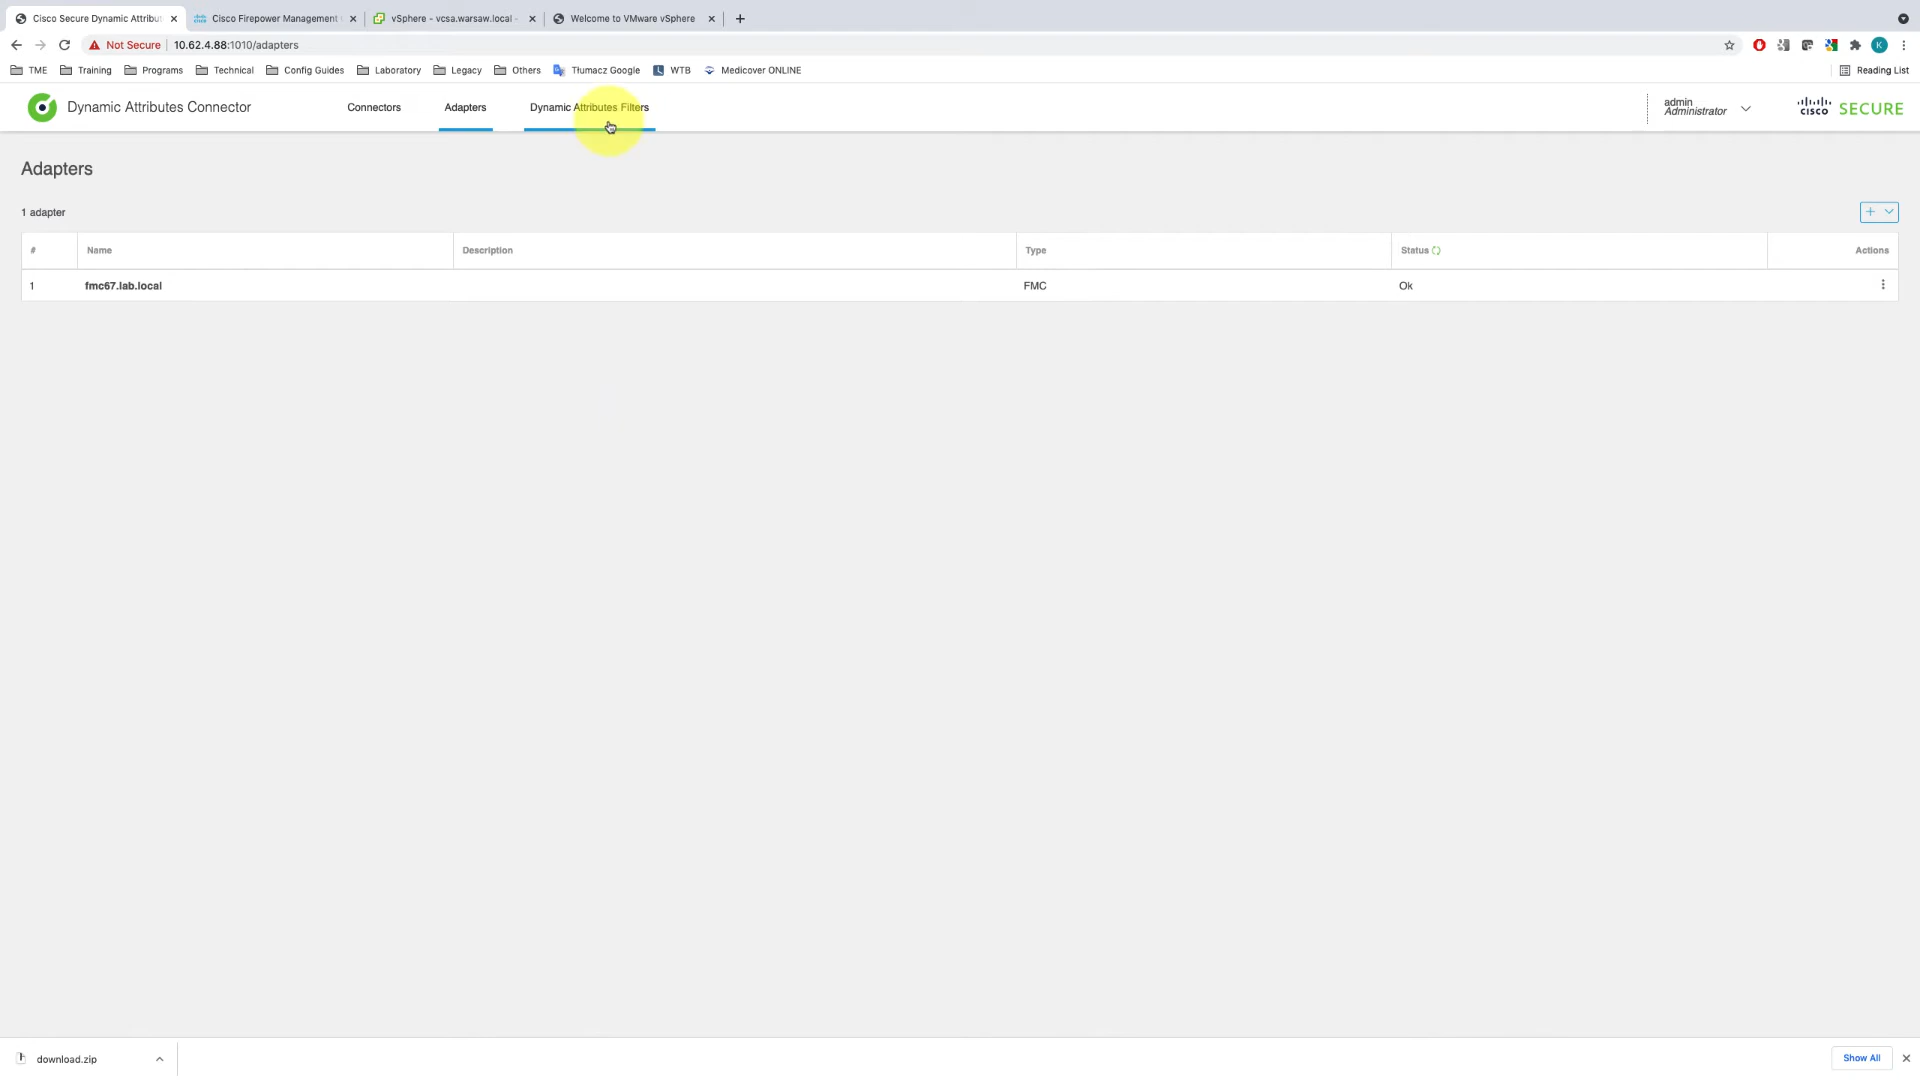 Cisco Secure Dynamic Attribut
Cisco Firepower Management
vSphere - vcsa.warsaw.local -
Welcome to VMware vSphere
Not Secure
10.62.4.88:1010/adapters
K
TME
Training
Programs
Technical
Config Guides
Laboratory
Legacy
Others
Tłumacz Google
WTB
Medicover ONLINE
Reading List
Dynamic Attributes Connector
Connectors
Adapters
Dynamic Attributes Filters
admin
Administrator
cisco
SECURE
Adapters
1 adapter
# Name Description Type Status Actions
1 fmc67.lab.local FMC Ok
download.zip
Show All